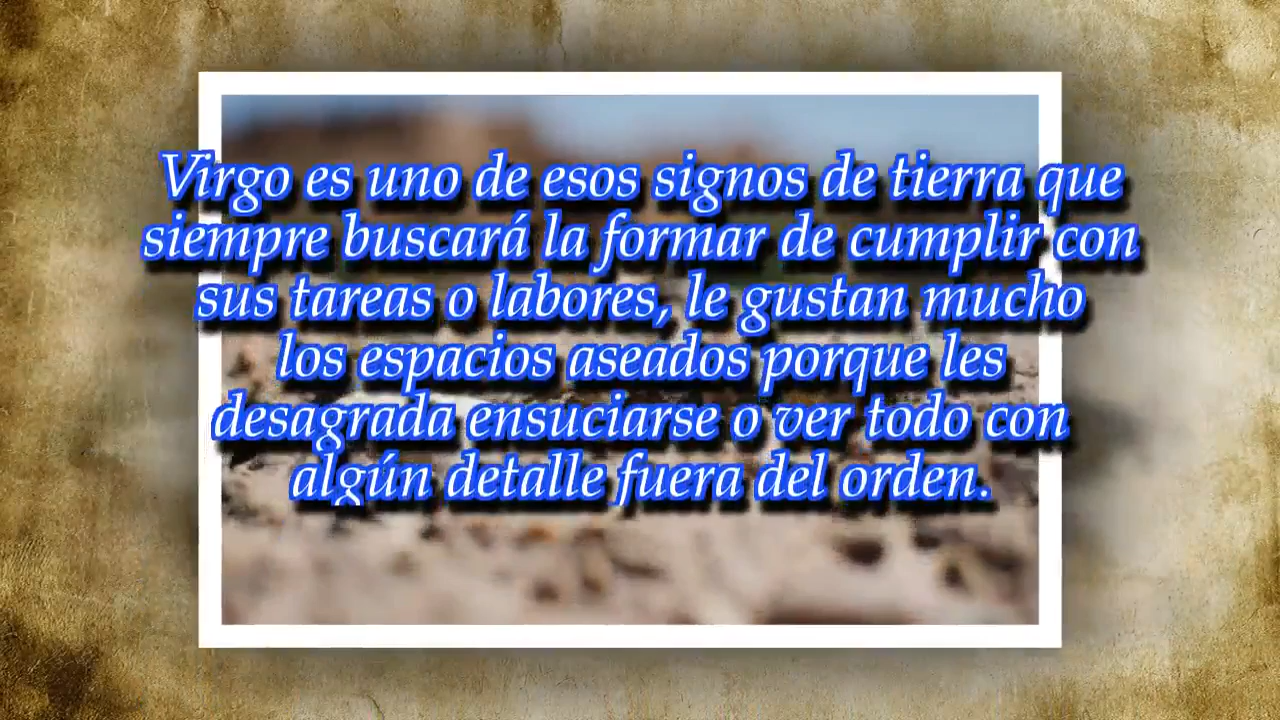 Virgo es uno de esos signos de tierra que
siempre buscará la formar de cumplir con
sus tareas o labores, le gustan mucho
los espacios aseados porque les
desagrada ensuciarse o ver todo con
algún detalle fuera del orden.